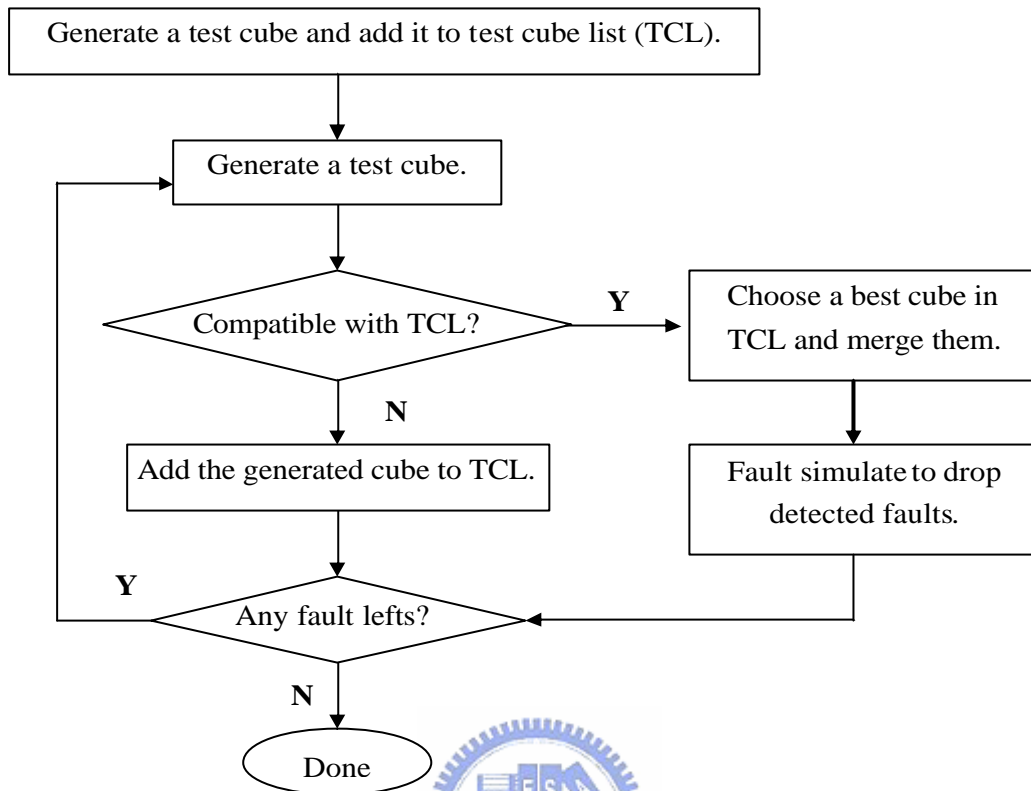 Generate a test cube and add it to test cube list (TCL).
Generate a test cube.
Compatible with TCL?
Y
Choose a best cube in
TCL and merge them.
N
Add the generated cube to TCL.
Fault simulate to drop
detected faults.
Y
Any fault lefts?
N
Done